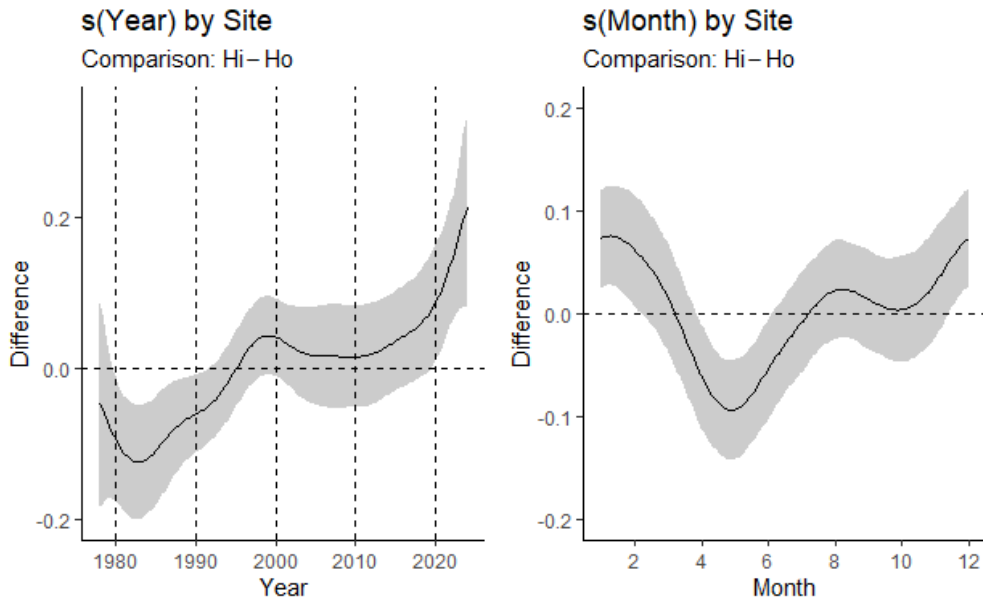 s(Year) by Site
Comparison: Hi−Ho
0.2
0.0
-0.2
Difference
1980 1990 2000 2010 2020
Year
s(Month) by Site
Comparison: Hi−Ho
0.2
0.1
0.0
-0.1
-0.2
Difference
2 4 6 8 10 12
Month